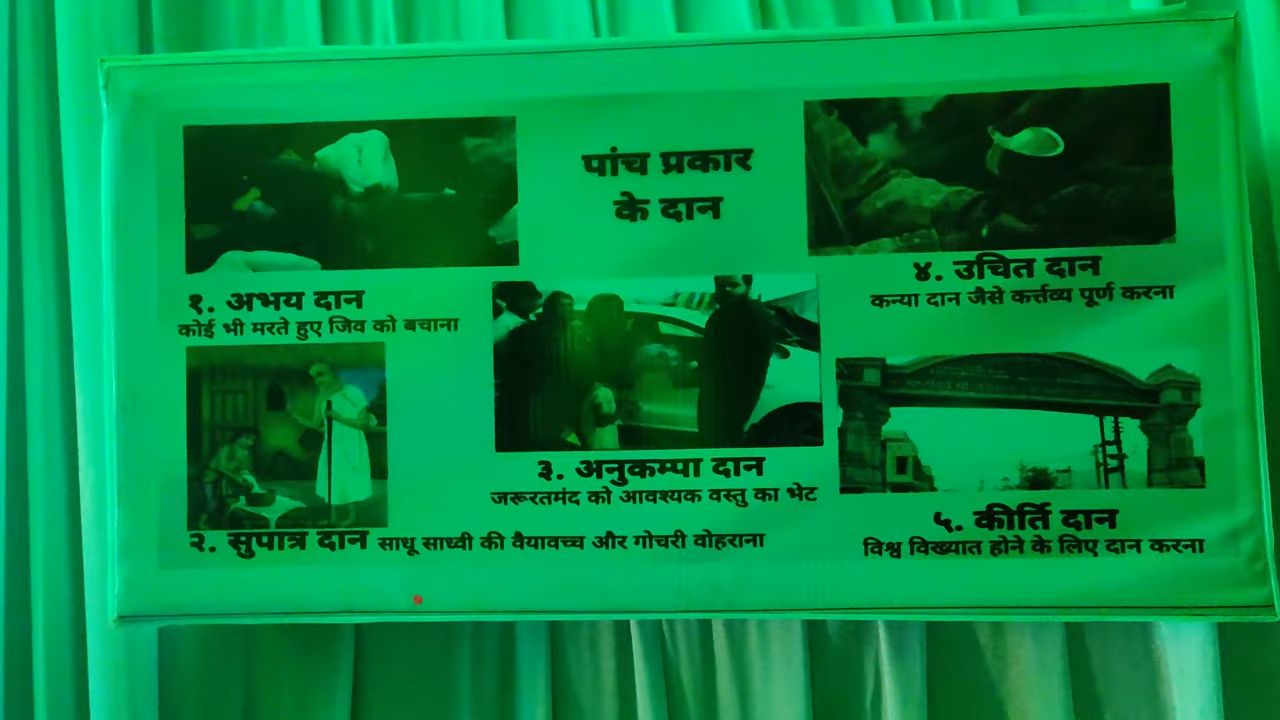 पांच प्रकार
के दान
१. अभय दान
कोई भी मरते हुए जिव को बचाना
२. सुपात्र दान साधू साध्वी की वैयावच्च और गोचरी वोहराना
३. अनुकम्पा दान
जरूरतमंद को आवश्यक वस्तु का भेट
४. उचित दान
कन्या दान जैसे कर्त्तव्य पूर्ण करना
५. कीर्ति दान
विश्व विख्यात होने के लिए दान करना